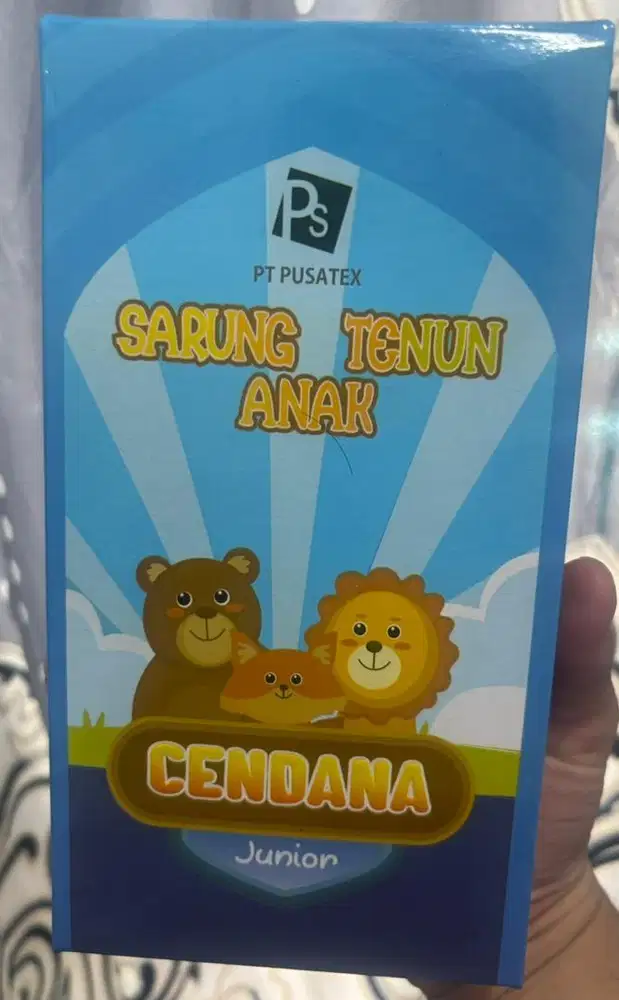 Ps
PT PUSATEX
SARUNG TENUN
ANAK
CENDANA
Junior